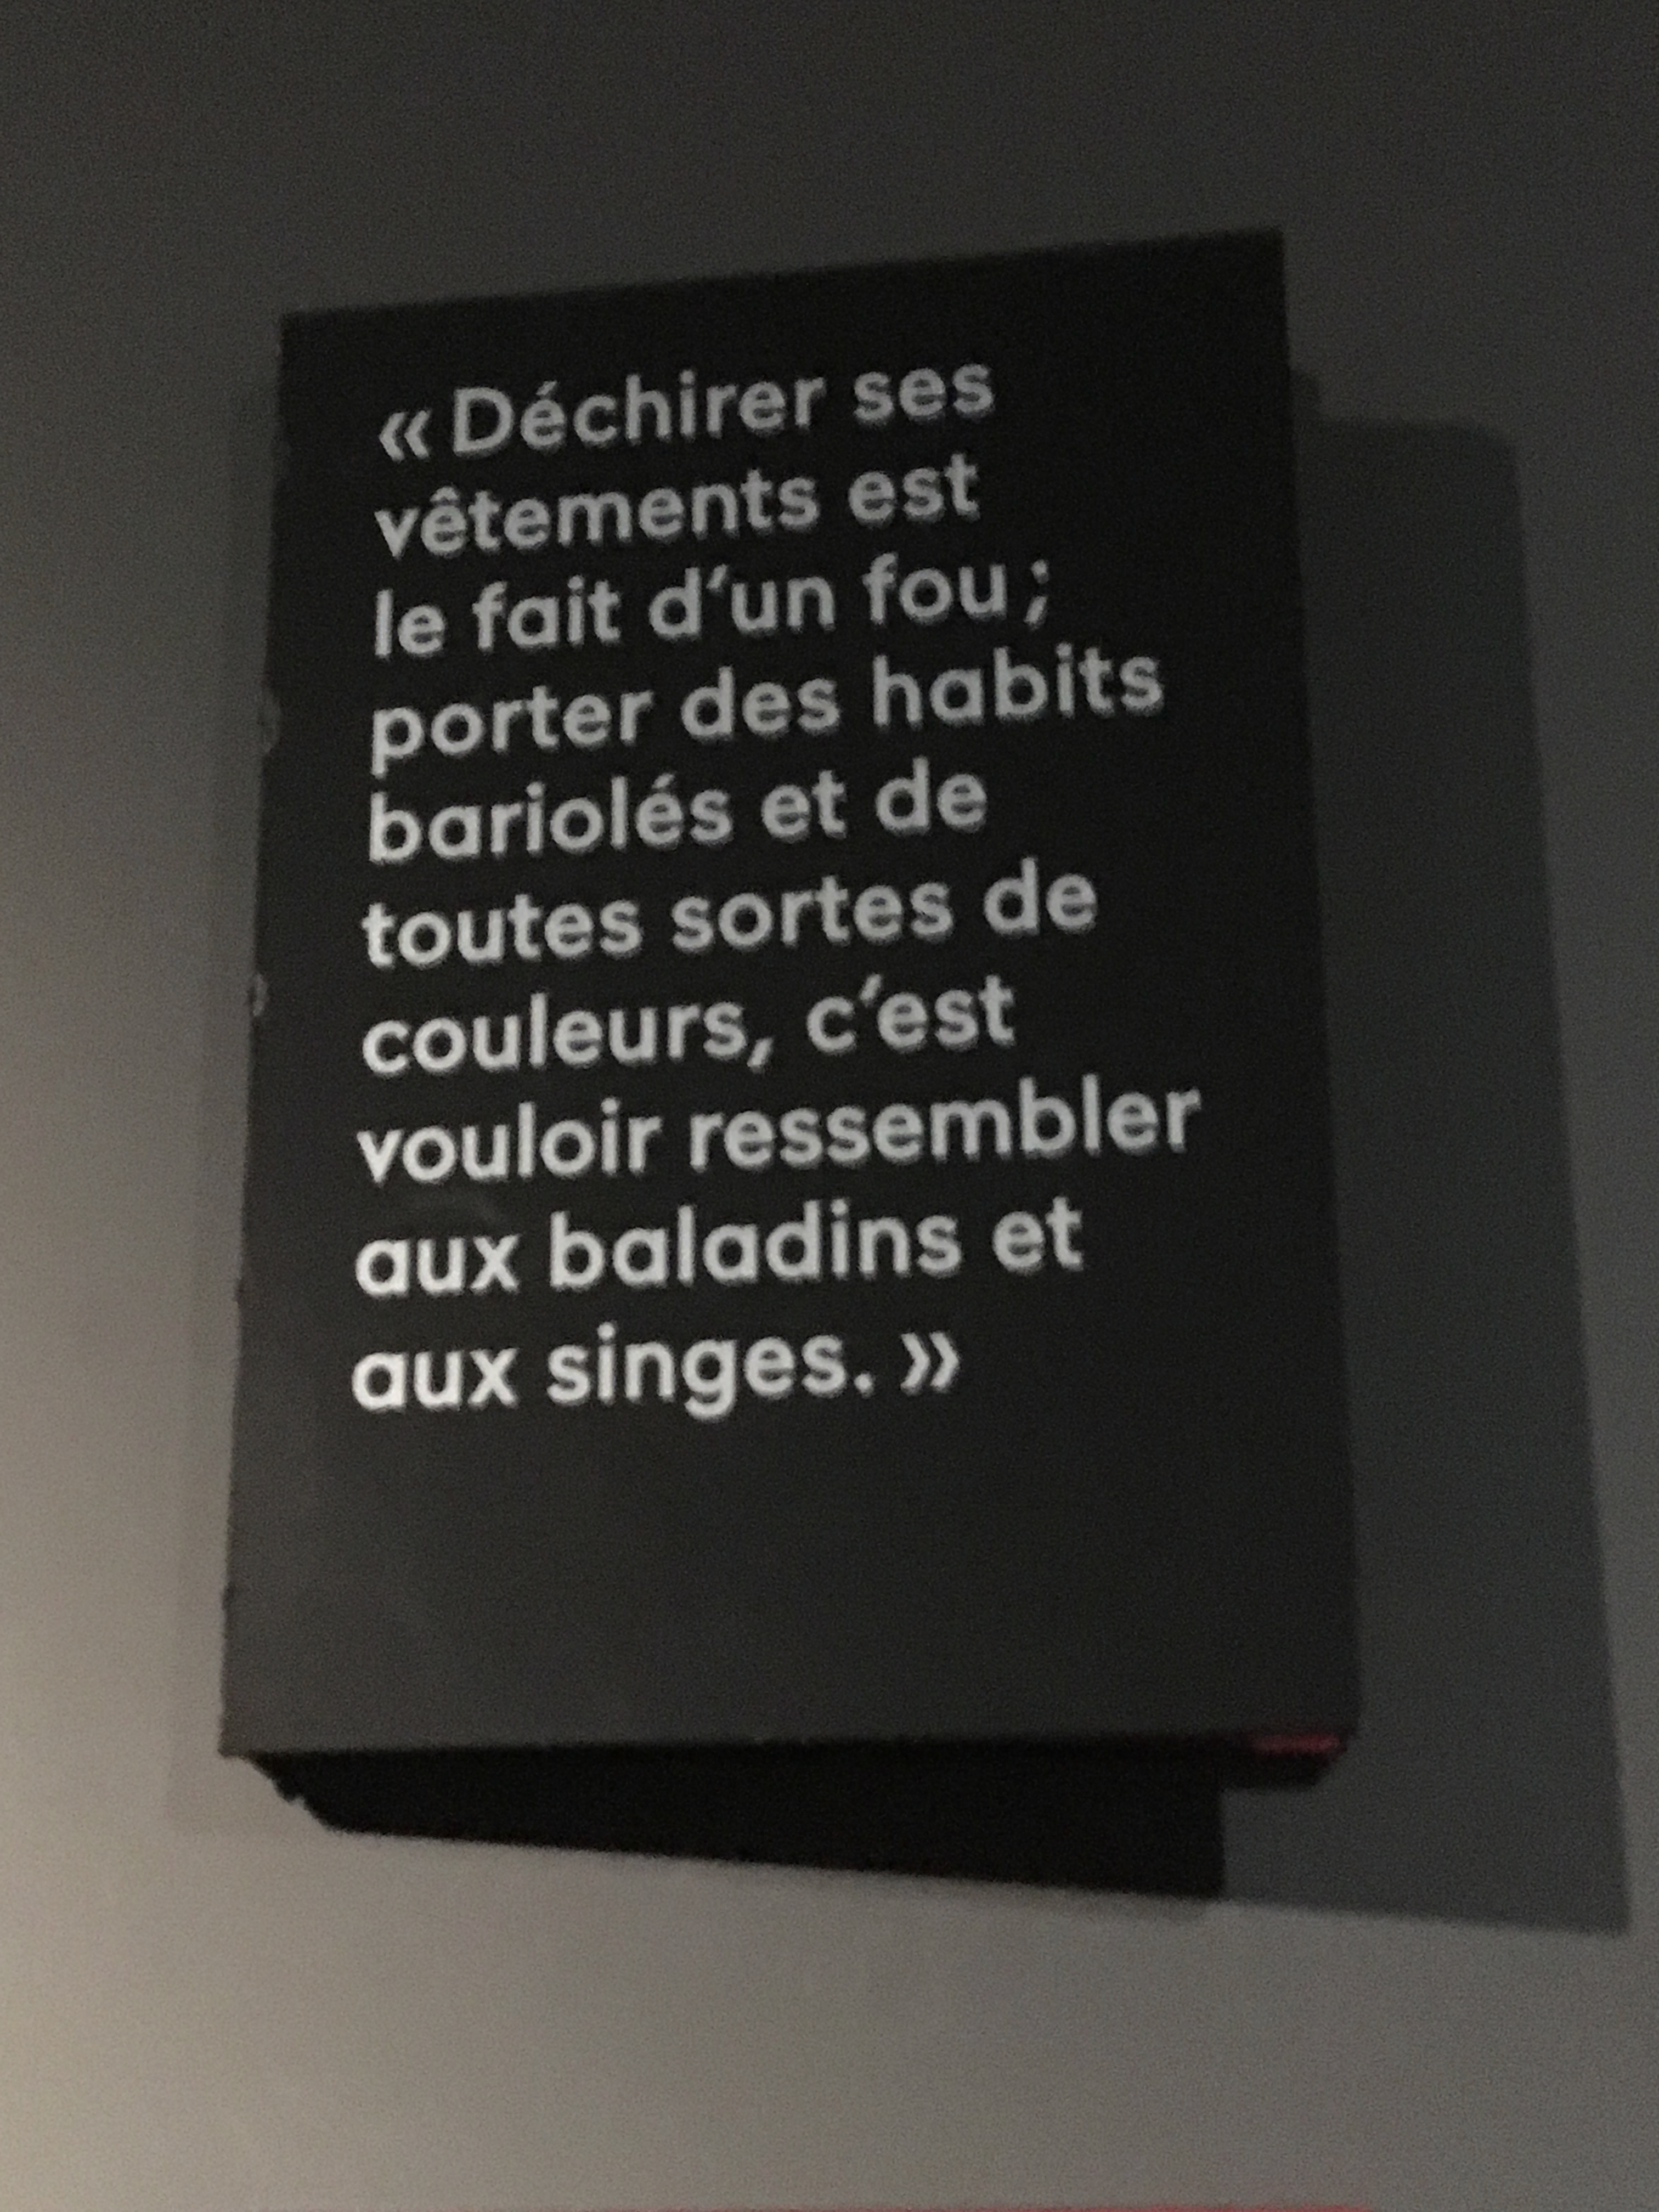 « Déchirer ses
vêtements est
le fait d'un fou ;
porter des habits
bariolés et de
toutes sortes de
couleurs, c'est
vouloir ressembler
aux baladins et
aux singes. »